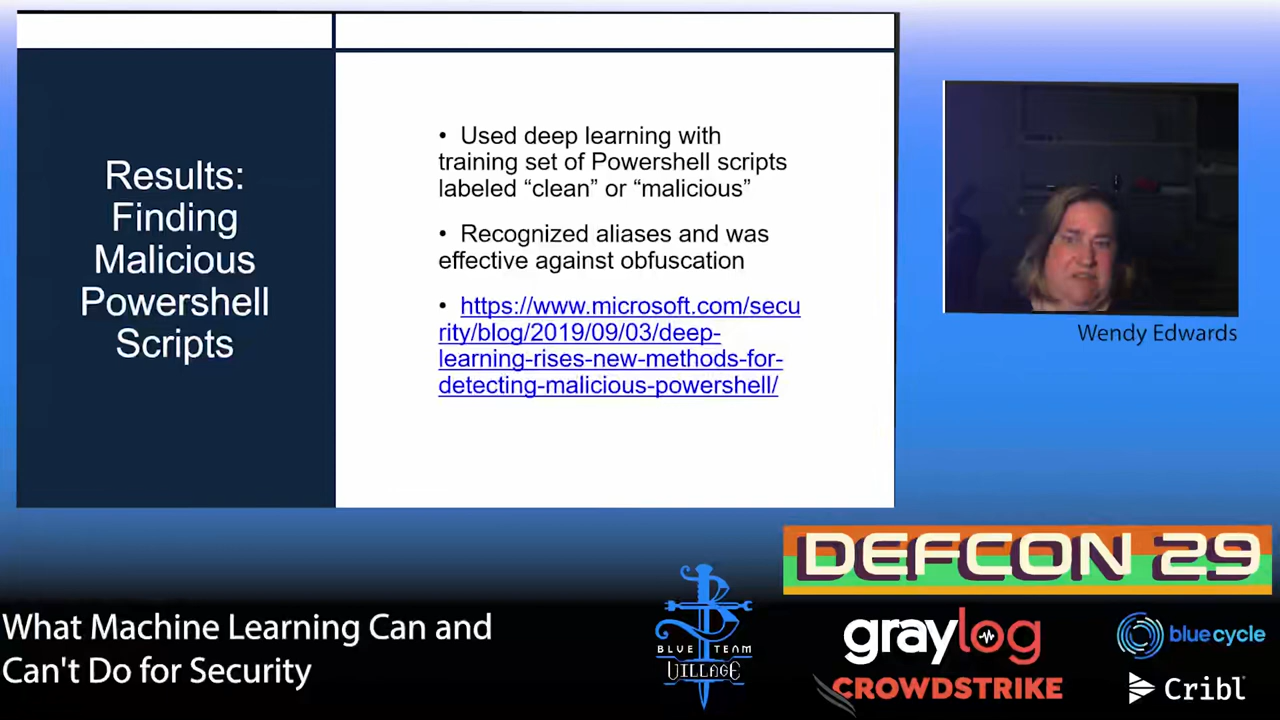 Results:
Finding
Malicious
Powershell
Scripts
• Used deep learning with
training set of Powershell scripts
labeled “clean” or “malicious”
• Recognized aliases and was
effective against obfuscation
• https://www.microsoft.com/secu
rity/blog/2019/09/03/deep-
learning-rises-new-methods-for-
detecting-malicious-powershell/
Wendy Edwards
DEFCON 29
What Machine Learning Can and
Can't Do for Security
BLUE TEAM
VILLAGE
graylog
CROWDSTRIKE
bluecycle
Cribl